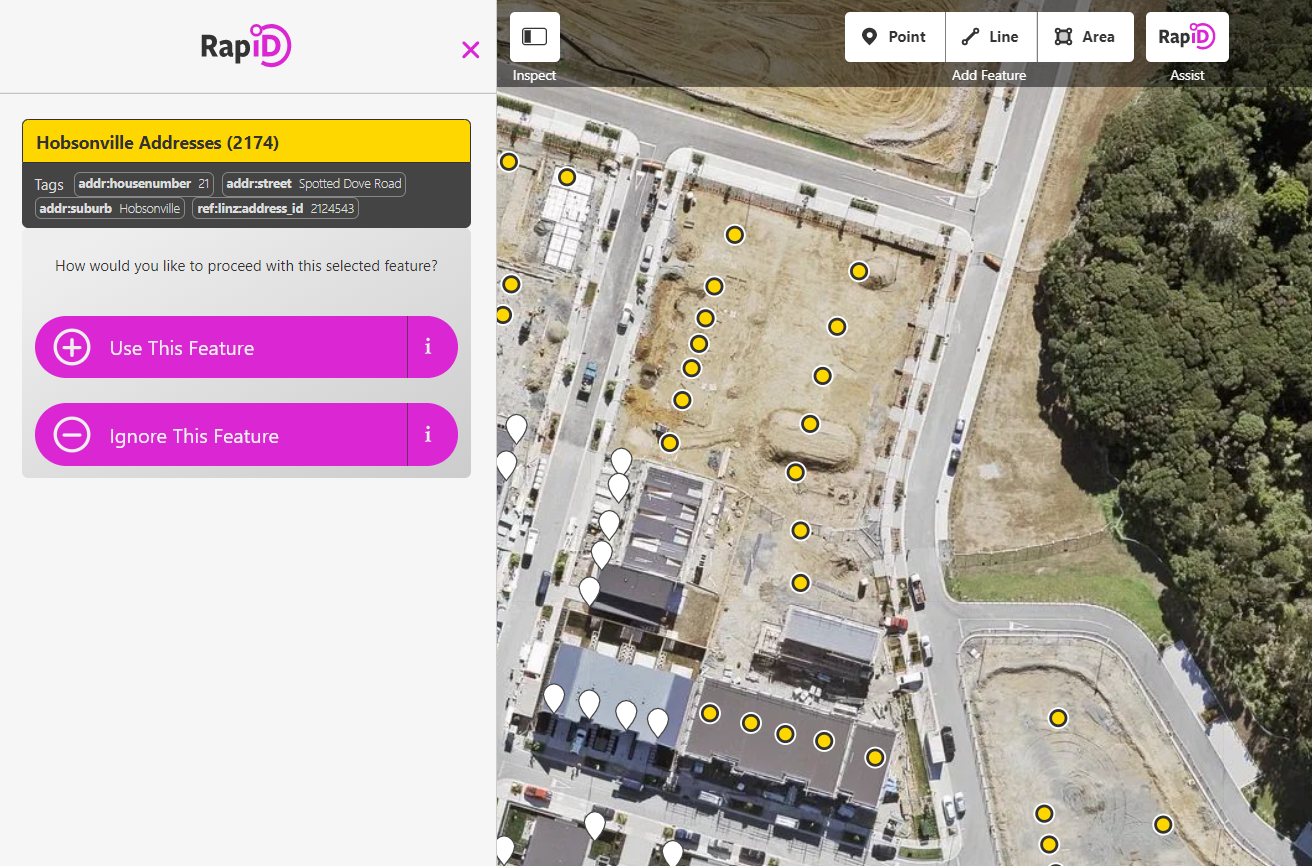 RapiD
Inspect
Point
Line
Area
RapiD
Add Feature
Assist
Hobsonville Addresses (2174)
Tags addr:housenumber 21 addr:street Spotted Dove Road
addr:suburb Hobsonville ref:linz:address_id 2124543
How would you like to proceed with this selected feature?
Use This Feature i
Ignore This Feature i